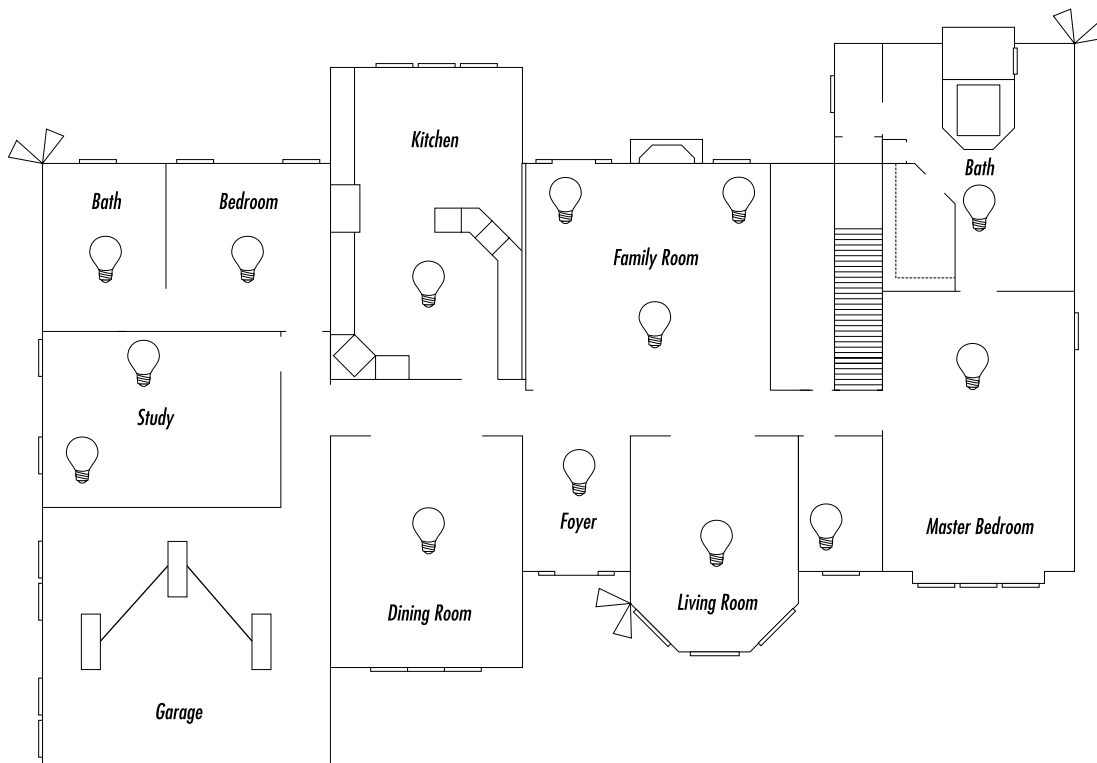 Kitchen
Bath
Bath
Bedroom
Family Room
Study
Foyer
Master Bedroom
Living Room
Dining Room
Garage